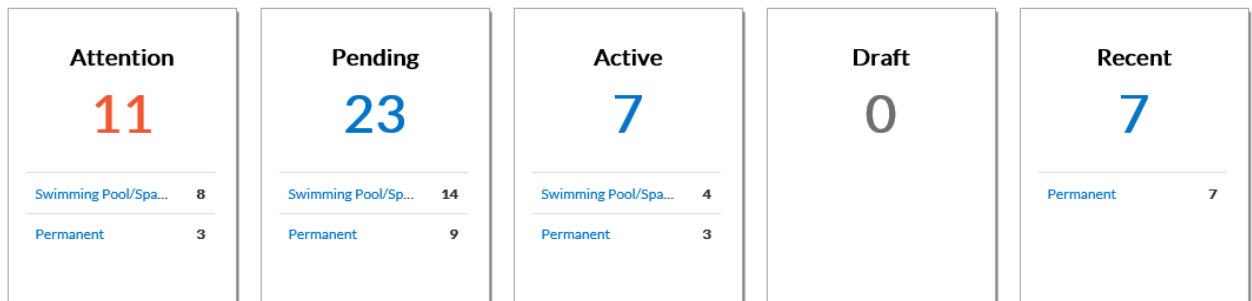 Attention
11
Swimming Pool/Spa... 8
Permanent 3
Pending
23
Swimming Pool/Sp... 14
Permanent 9
Active
7
Swimming Pool/Spa... 4
Permanent 3
Draft
0
Recent
7
Permanent 7